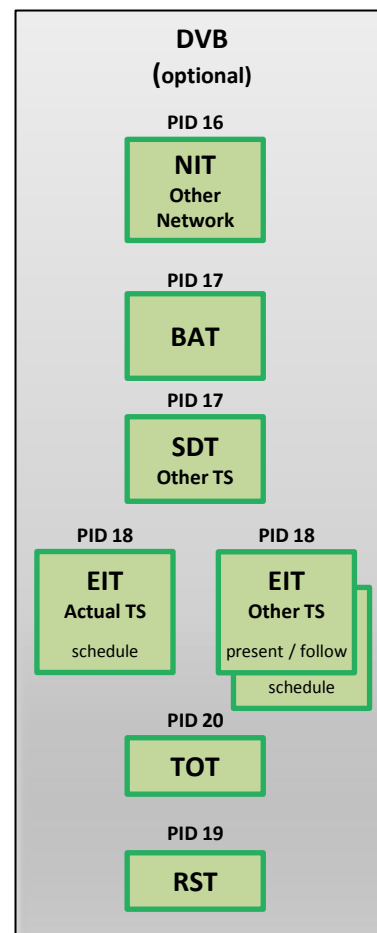 DVB
(optional)
PID 16
NIT
Other
Network
PID 17
BAT
PID 17
SDT
Other TS
PID 18
EIT
Actual TS
schedule
PID 18
EIT
Other TS
present / follow
schedule
PID 20
TOT
PID 19
RST